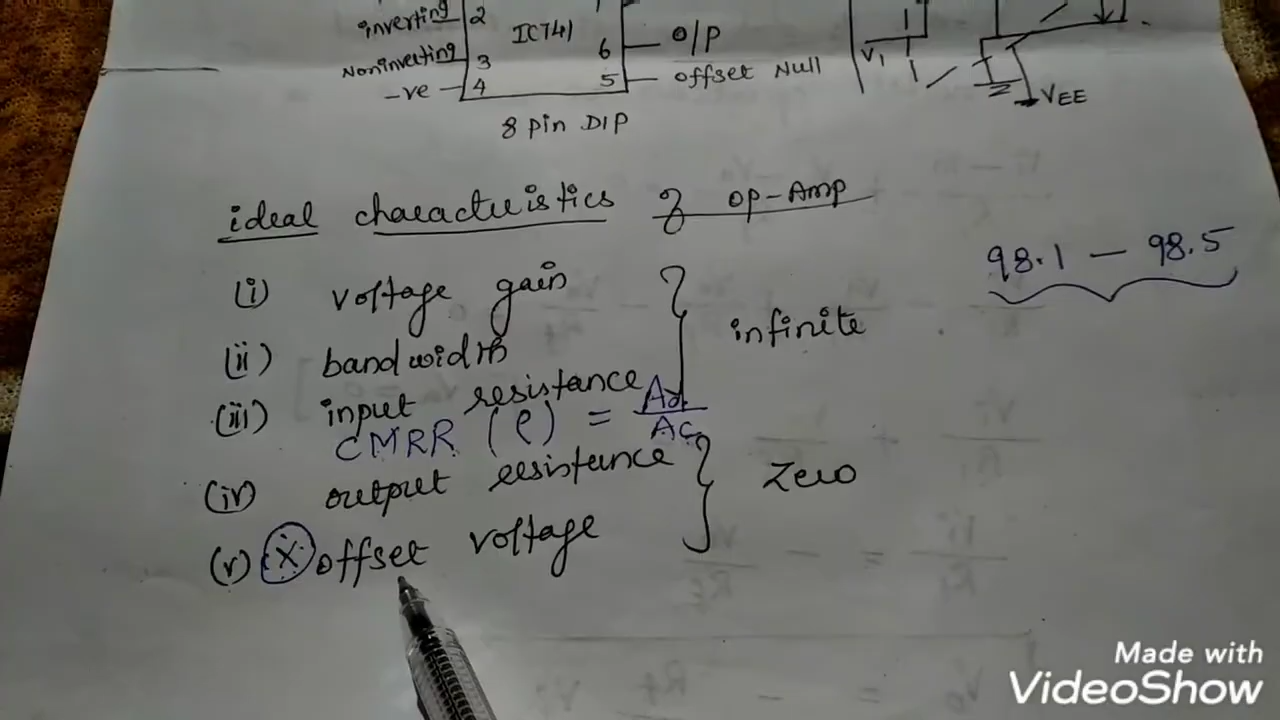 inverting 2 IC741
Noninverting 3 6 O/P
-ve 4 5 offset Null
V1
VEE
8 pin DIP
ideal characteristics of OP-Amp
98.1 — 98.5
(i) voltage gain
infinite
(ii) bandwidth
(iii) input resistance
CMRR (ρ) = Ad/Ac
(iv) output resistance
Zero
(v) X offset voltage
Made with
VideoShow